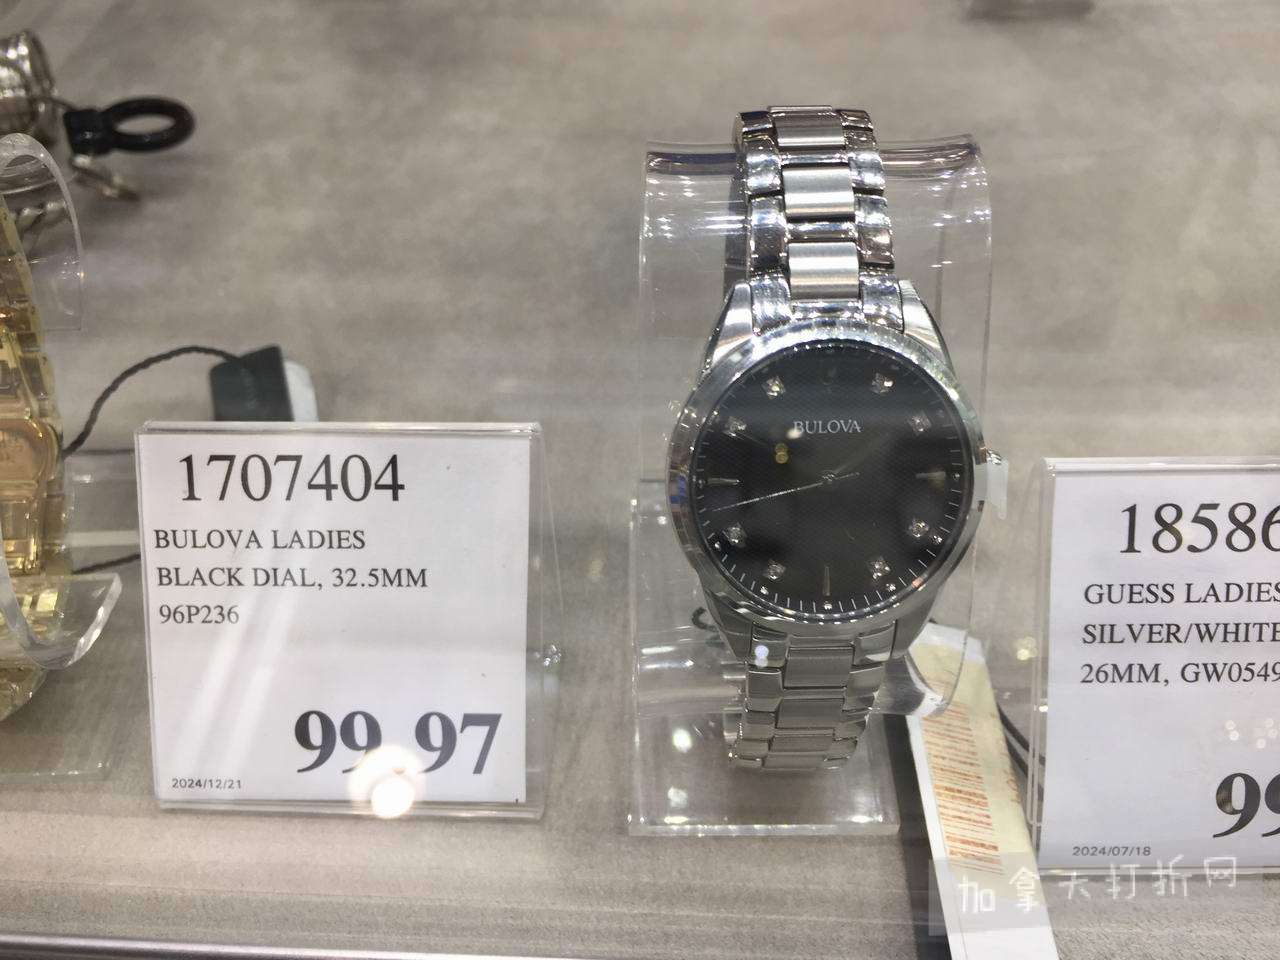 1707404
BULOVA LADIES
BLACK DIAL, 32.5MM
96P236
99.97
2024/12/21
BULOVA
18586
GUESS LADIES
SILVER/WHITE
26MM, GW0549
99
2024/07/18
加拿大打折网